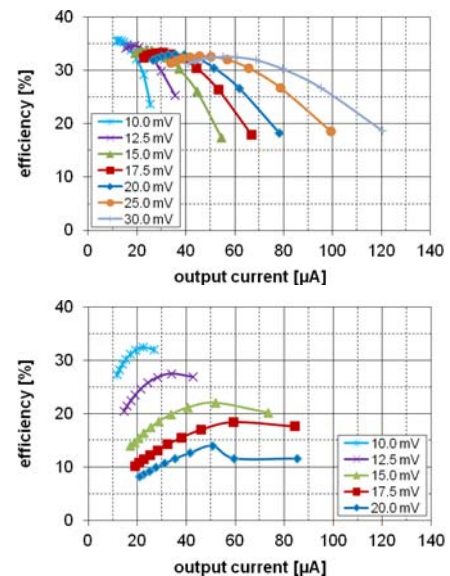 40
30
20
10
0
efficiency [%]
10.0 mV
12.5 mV
15.0 mV
17.5 mV
20.0 mV
25.0 mV
30.0 mV
0 20 40 60 80 100 120 140
output current [µA]
40
30
20
10
0
efficiency [%]
10.0 mV
12.5 mV
15.0 mV
17.5 mV
20.0 mV
0 20 40 60 80 100 120 140
output current [µA]